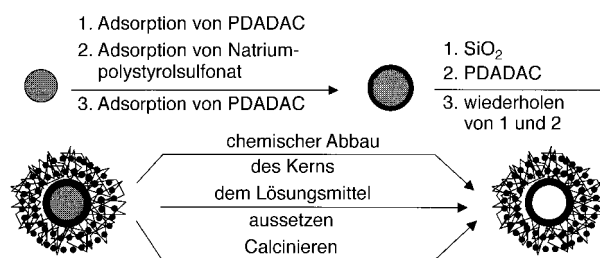 1. Adsorption von PDADAC
2. Adsorption von Natrium-
polystyrolsulfonat
3. Adsorption von PDADAC
1. SiO₂
2. PDADAC
3. wiederholen
von 1 und 2
chemischer Abbau
des Kerns
dem Lösungsmittel
aussetzen
Calcinieren